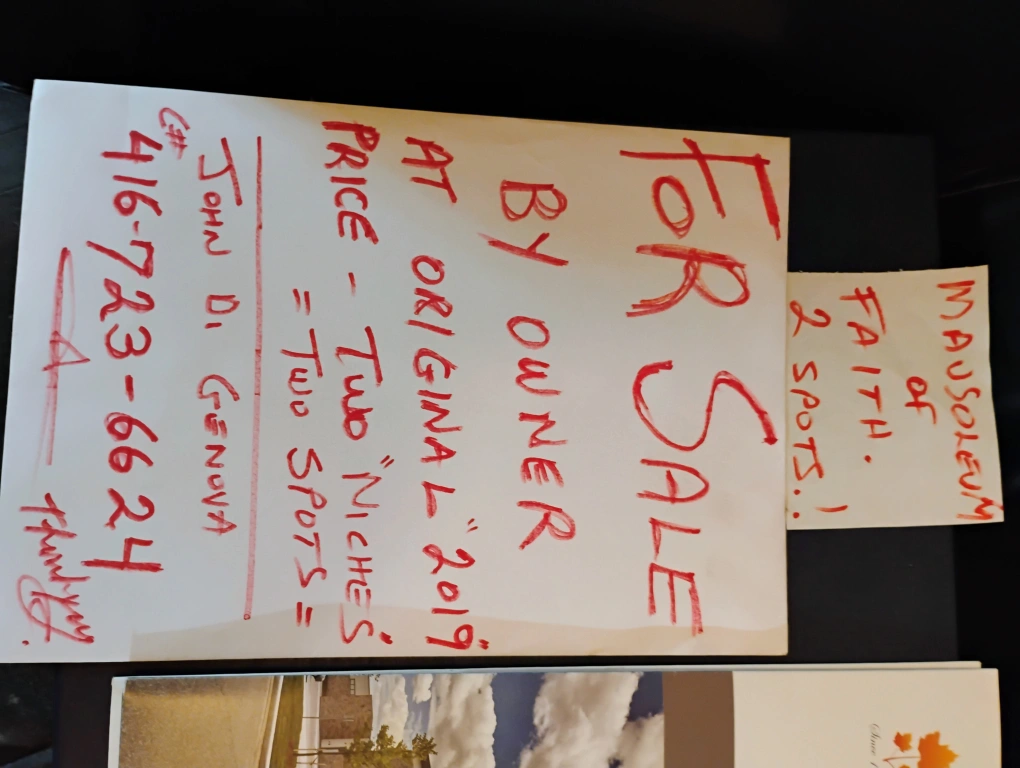 MAUSOLEUM
OF
FAITH.
2 SPOTS.!
FOR SALE
BY OWNER
AT ORIGINAL "2019"
PRICE - TWO "NICHES"
= TWO SPOTS =
JOHN D. GENOVA
C#
416-723-6624
Thank you
Since